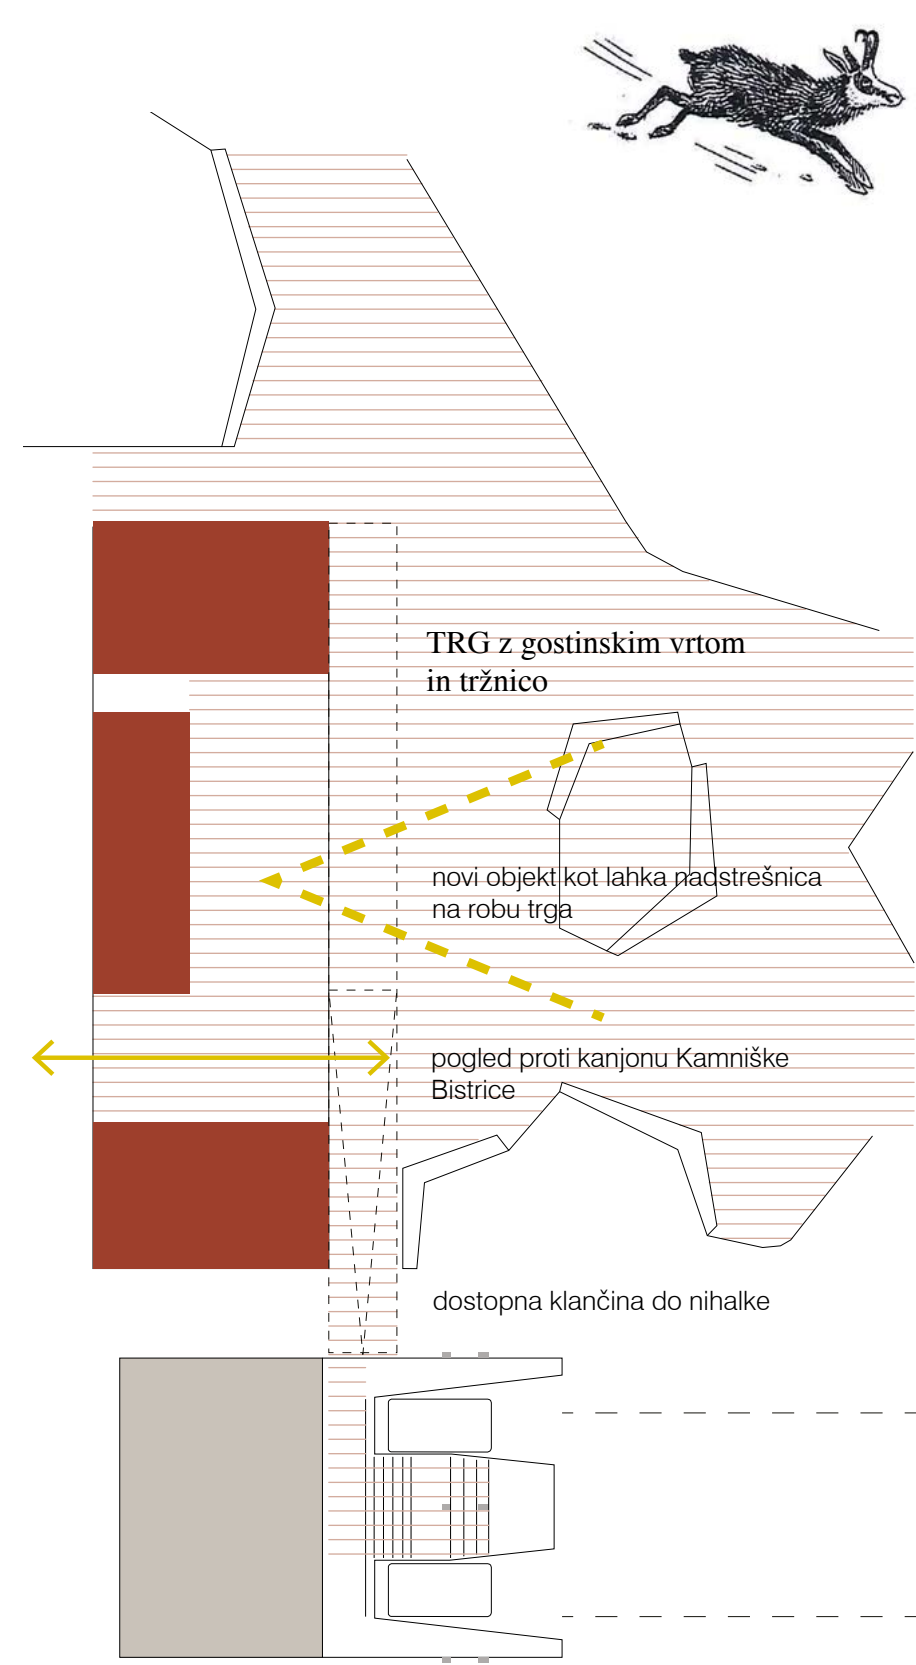 TRG z gostinskim vrtom
in tržnico
novi objekt kot lahka nadstrešnica
na robu trga
pogled proti kanjonu Kamniške
Bistrice
dostopna klančina do nihalke